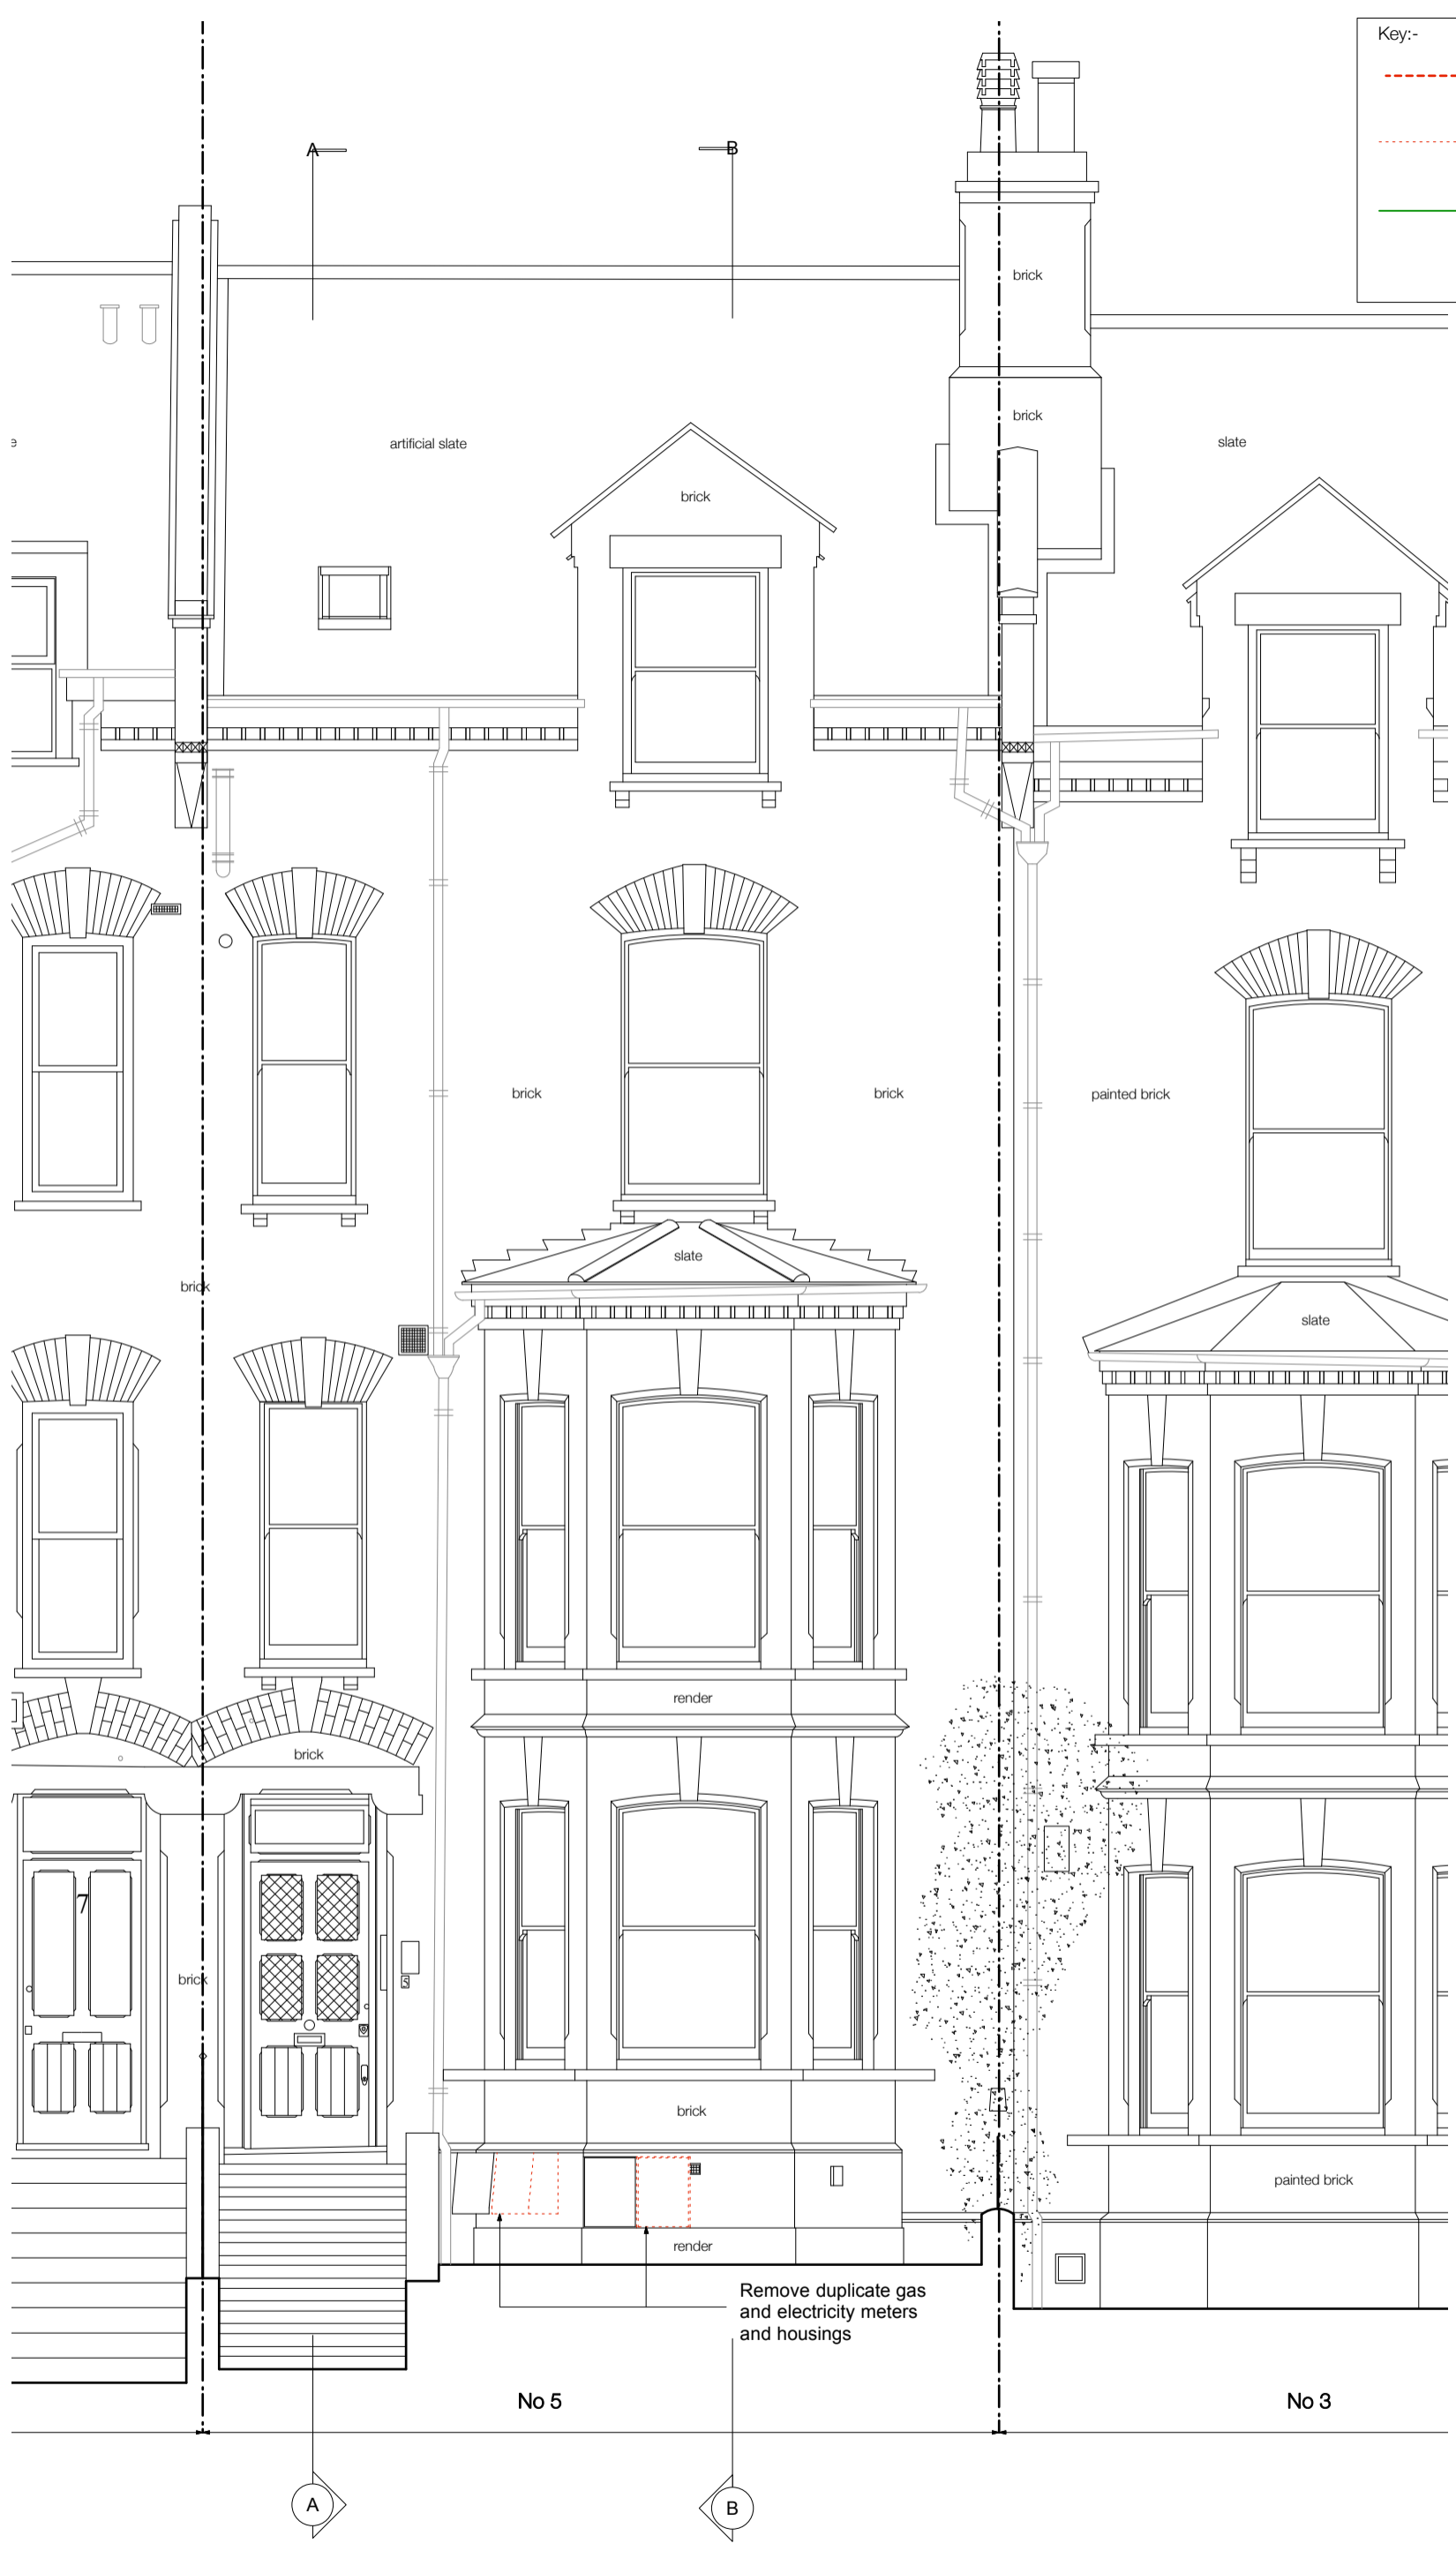 Key:-
A
B
brick
brick
e
artificial slate
slate
brick
brick
brick
painted brick
slate
brick
slate
render
brick
7
brick
5
brick
painted brick
render
Remove duplicate gas
and electricity meters
and housings
No 5
No 3
A
B